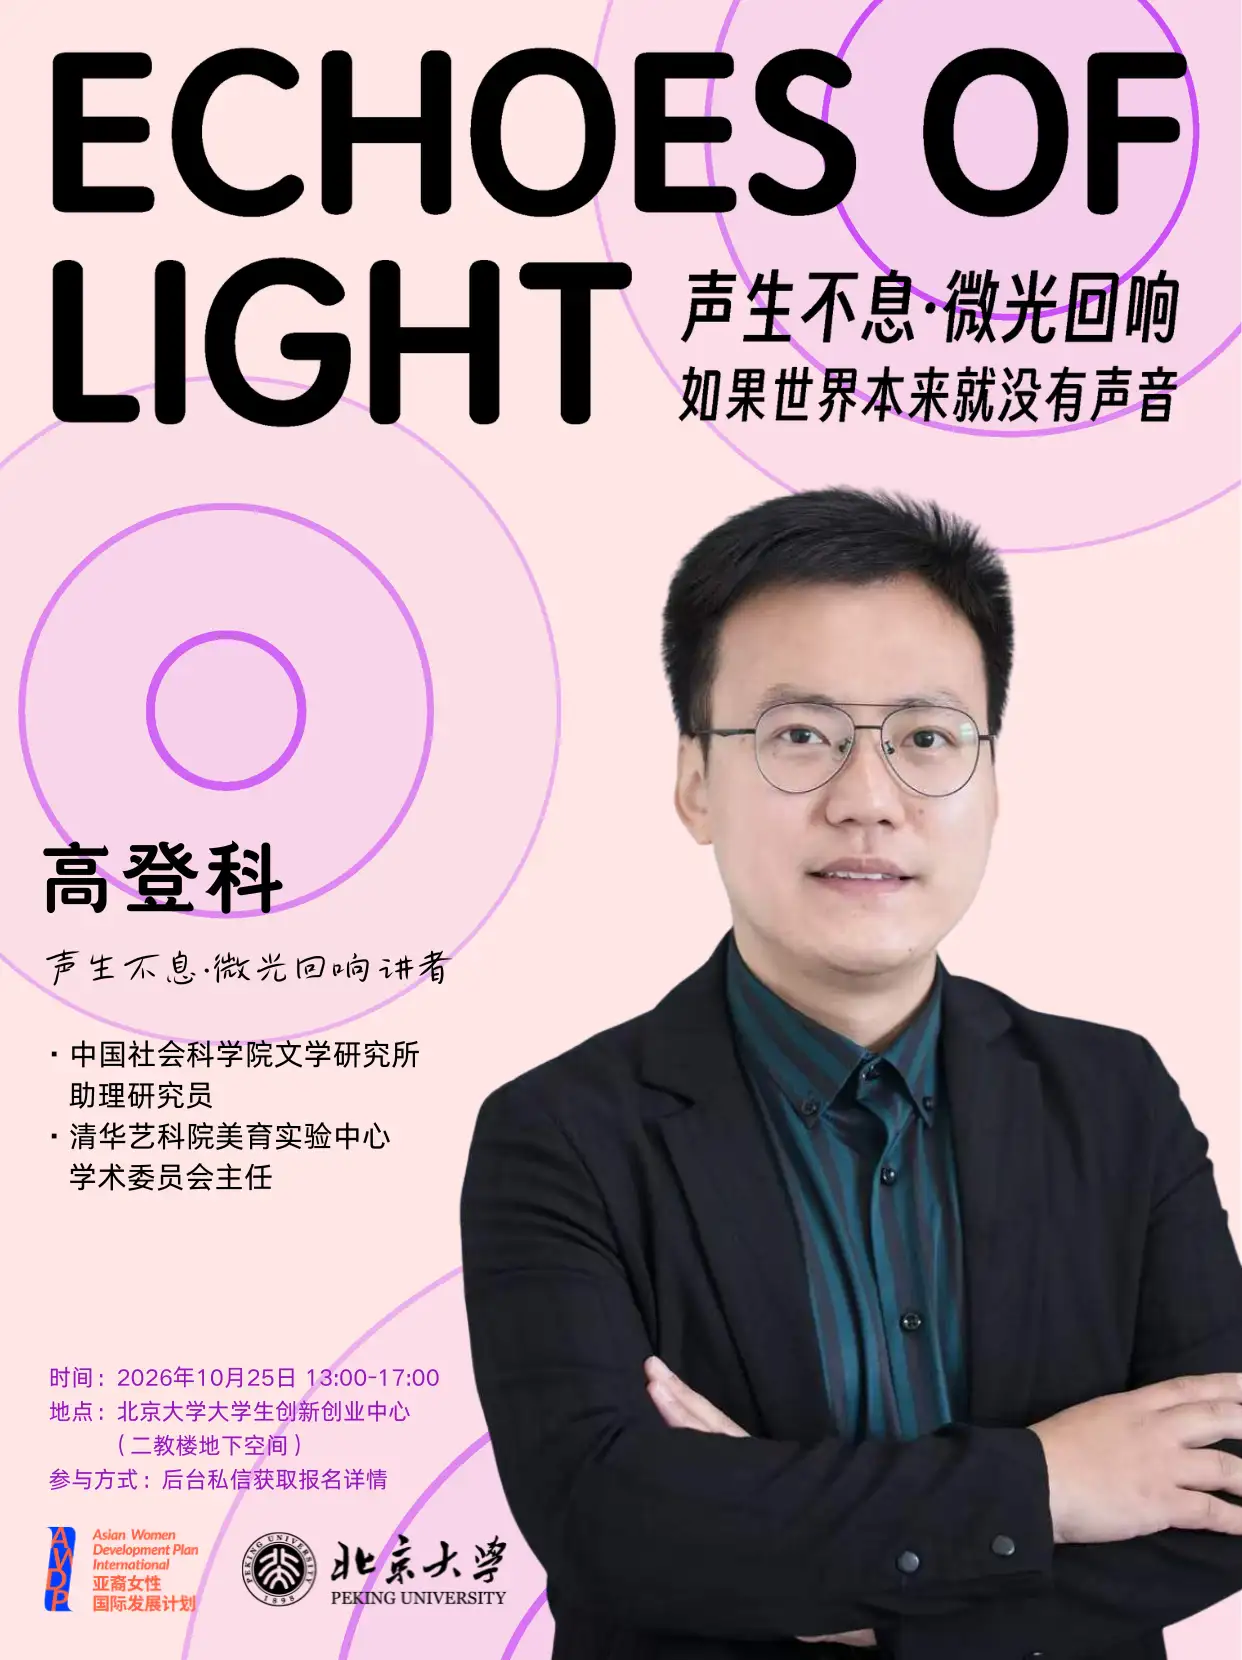 ECHOES OF
LIGHT
声生不息·微光回响
如果世界本来就没有声音
高登科
声生不息·微光回响讲者
· 中国社会科学院文学研究所
助理研究员
· 清华艺科院美育实验中心
学术委员会主任
时间：2026年10月25日 13:00-17:00
地点：北京大学大学生创新创业中心
（二教楼地下空间）
参与方式：后台私信获取报名详情
AWDP
Asian Women
Development Plan
International
亚裔女性
国际发展计划
PEKING UNIVERSITY
1898
北京大学
PEKING UNIVERSITY